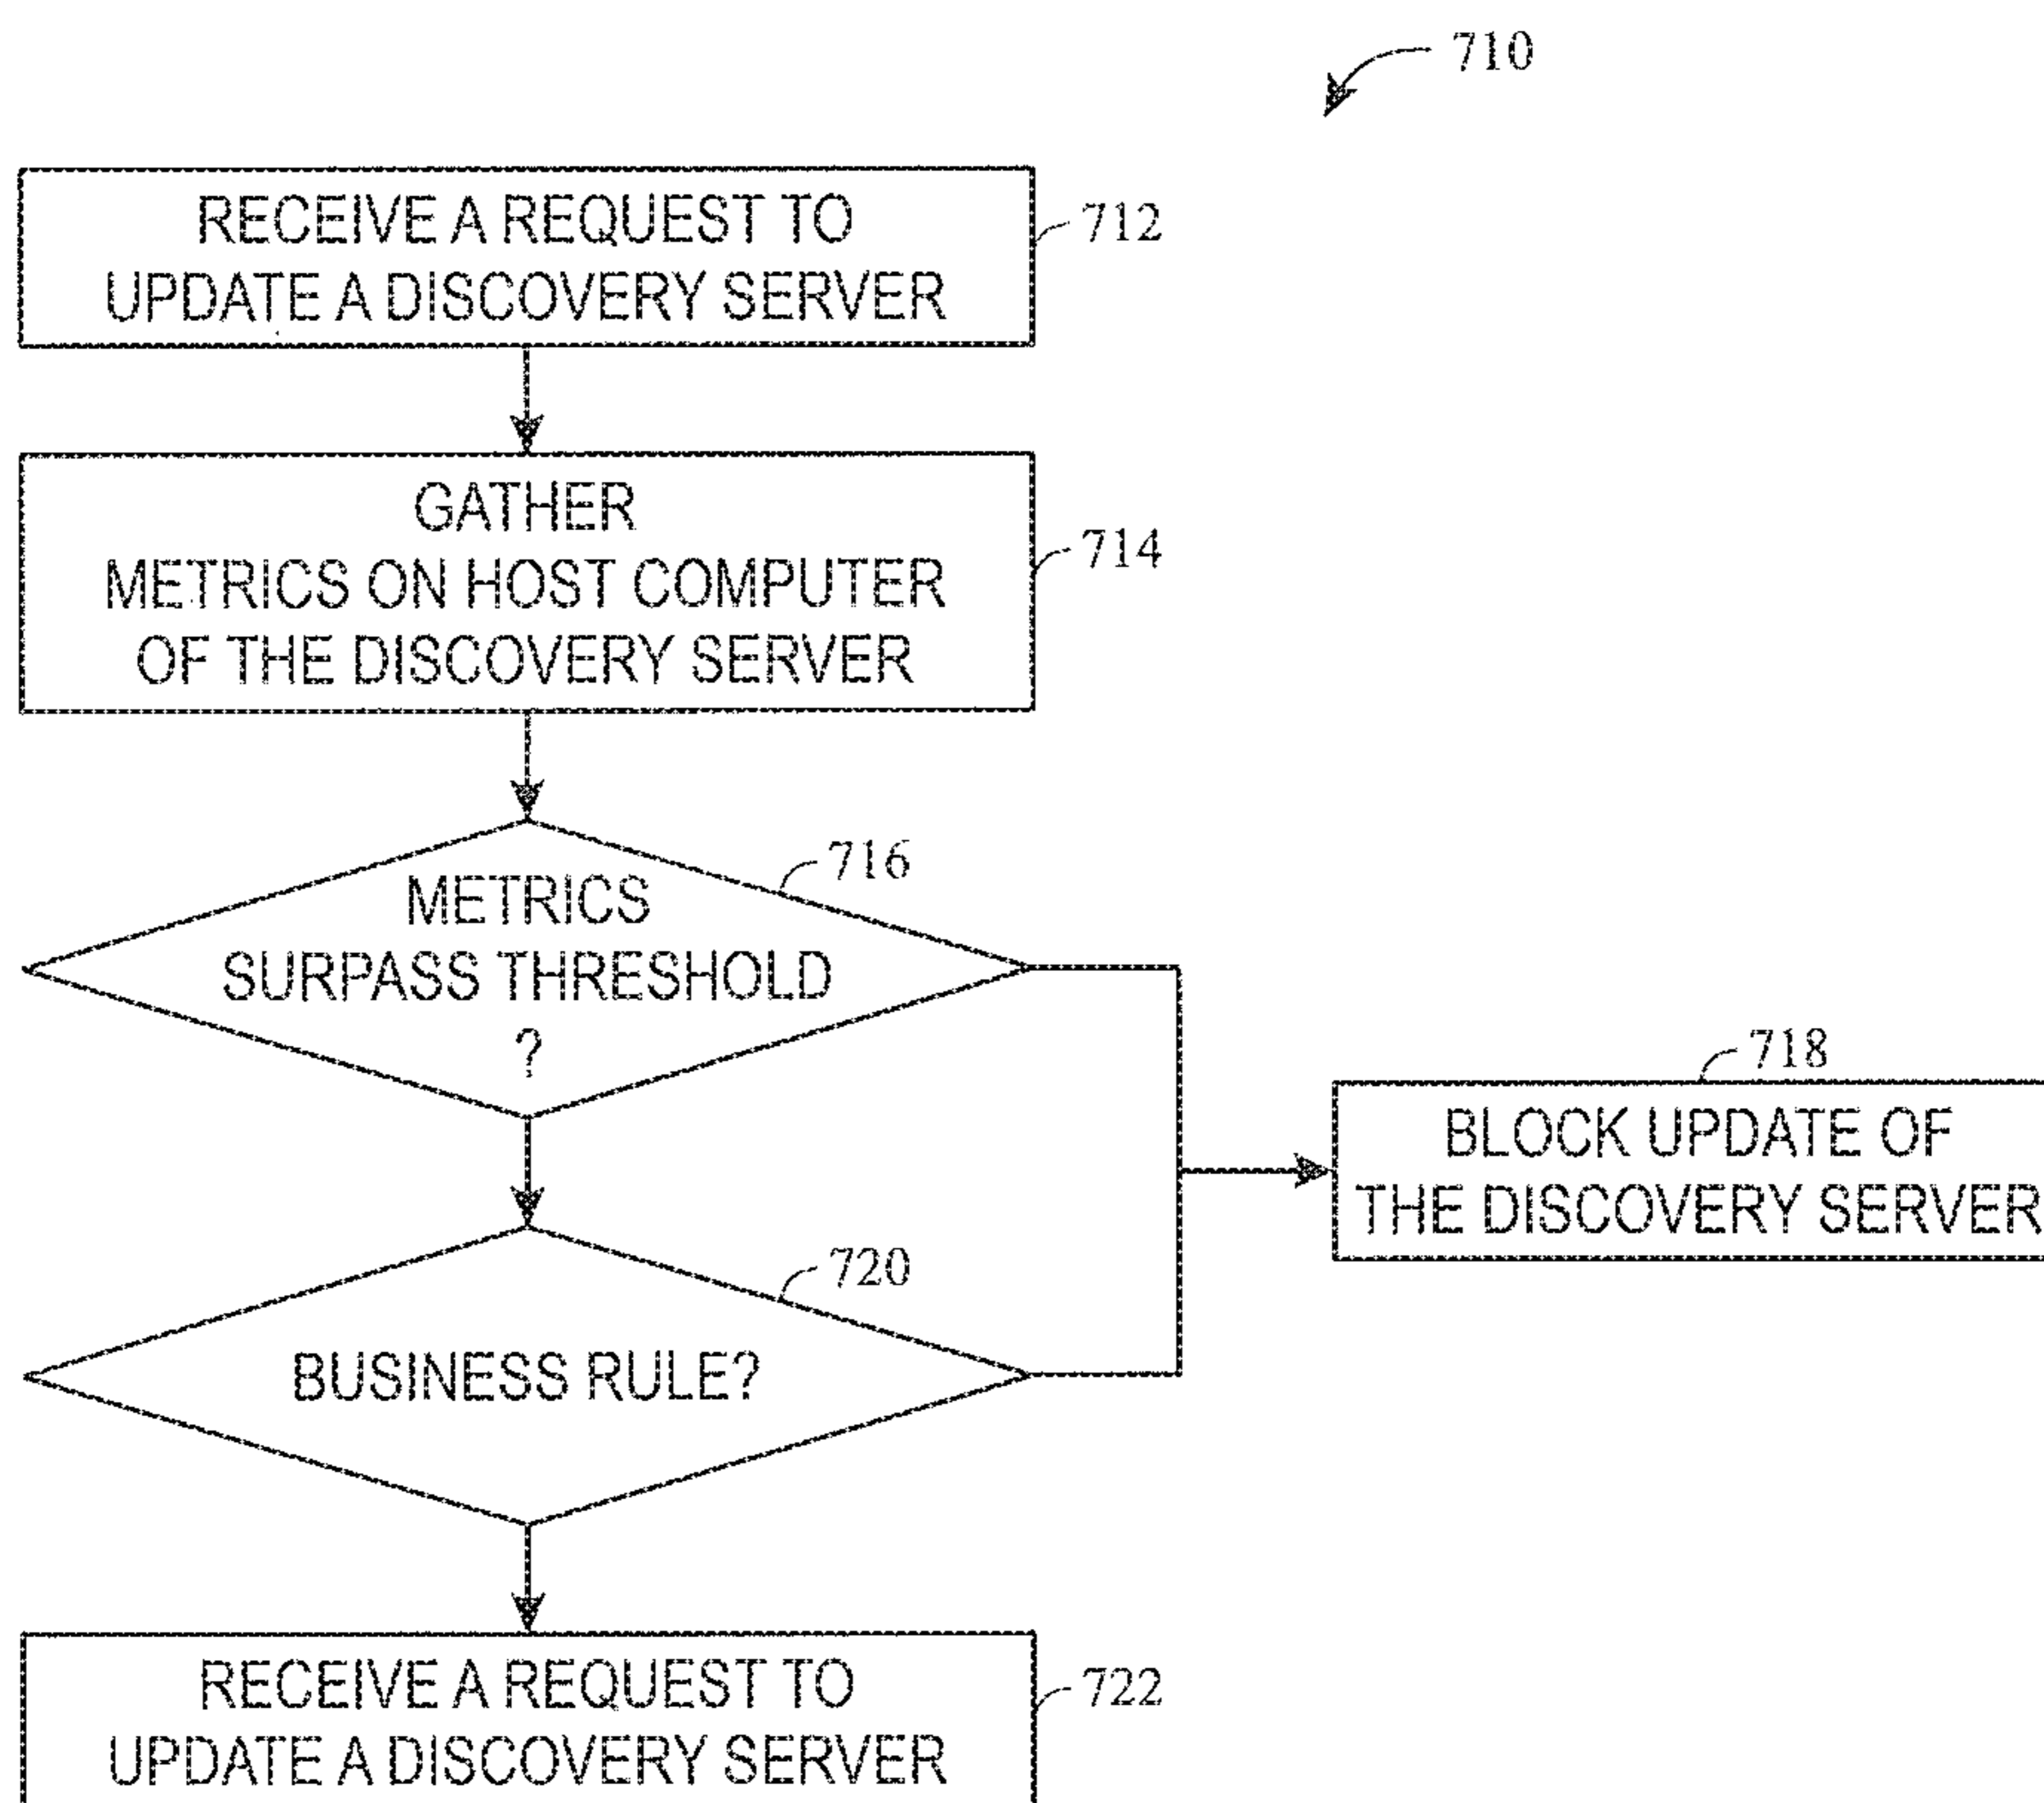 710
RECEIVE A REQUEST TO
UPDATE A DISCOVERY SERVER
712
GATHER
METRICS ON HOST COMPUTER
OF THE DISCOVERY SERVER
714
METRICS
SURPASS THRESHOLD
?
716
718
BLOCK UPDATE OF
THE DISCOVERY SERVER
720
BUSINESS RULE?
RECEIVE A REQUEST TO
UPDATE A DISCOVERY SERVER
722